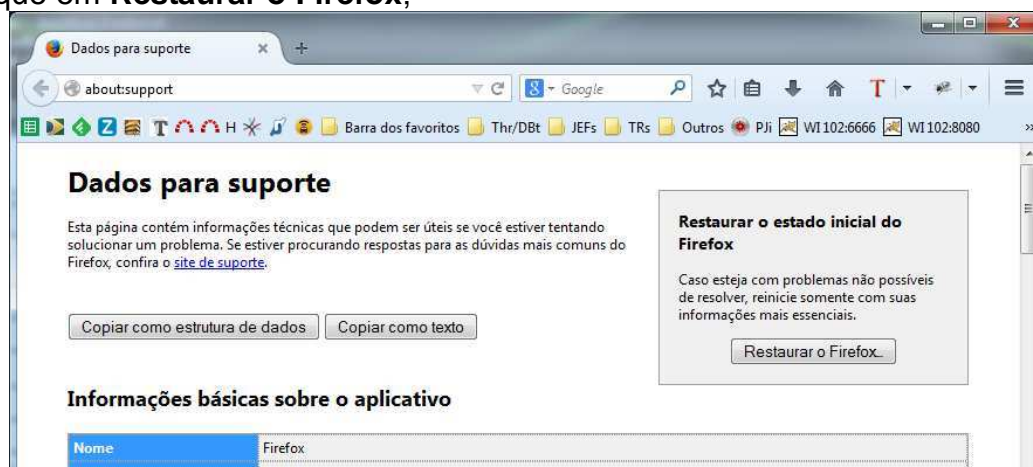 que em Restaurar o Firefox;
Dados para suporte
about:support
Google
Barra dos favoritos Thr/DBt JEFs TRs Outros PJi WI 102:6666 WI 102:8080
Dados para suporte
Esta página contém informações técnicas que podem ser úteis se você estiver tentando
solucionar um problema. Se estiver procurando respostas para as dúvidas mais comuns do
Firefox, confira o site de suporte.
Copiar como estrutura de dados Copiar como texto
Restaurar o estado inicial do
Firefox
Caso esteja com problemas não possíveis
de resolver, reinicie somente com suas
informações mais essenciais.
Restaurar o Firefox...
Informações básicas sobre o aplicativo
Nome Firefox